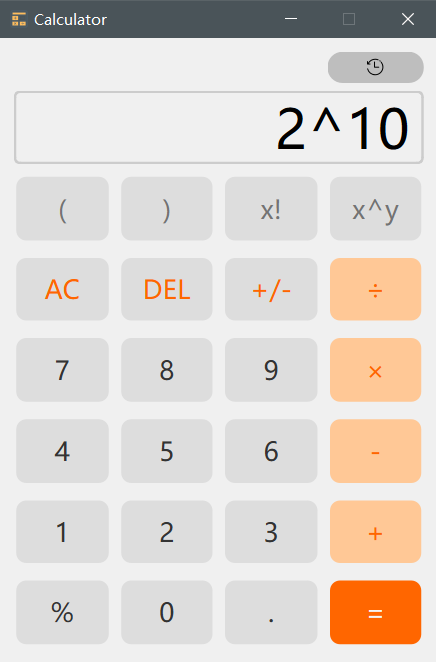 Calculator
2^10
( ) x! x^y
AC DEL +/- ÷
7 8 9 ×
4 5 6 -
1 2 3 +
% 0 . =